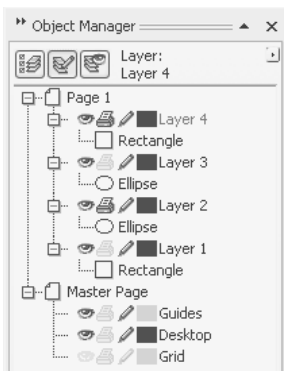 Object Manager
Layer:
Layer 4
Page 1
Layer 4
Rectangle
Layer 3
Ellipse
Layer 2
Ellipse
Layer 1
Rectangle
Master Page
Guides
Desktop
Grid